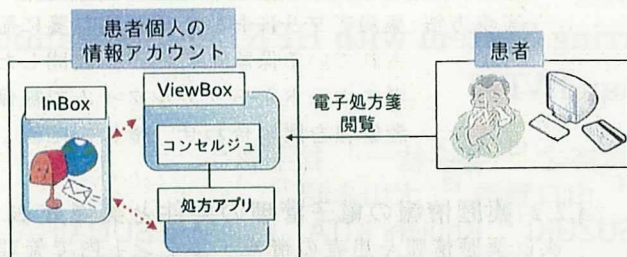 患者個人の
情報アカウント
InBox
ViewBox
コンセルジュ
処方アプリ
電子処方箋
閲覧
患者